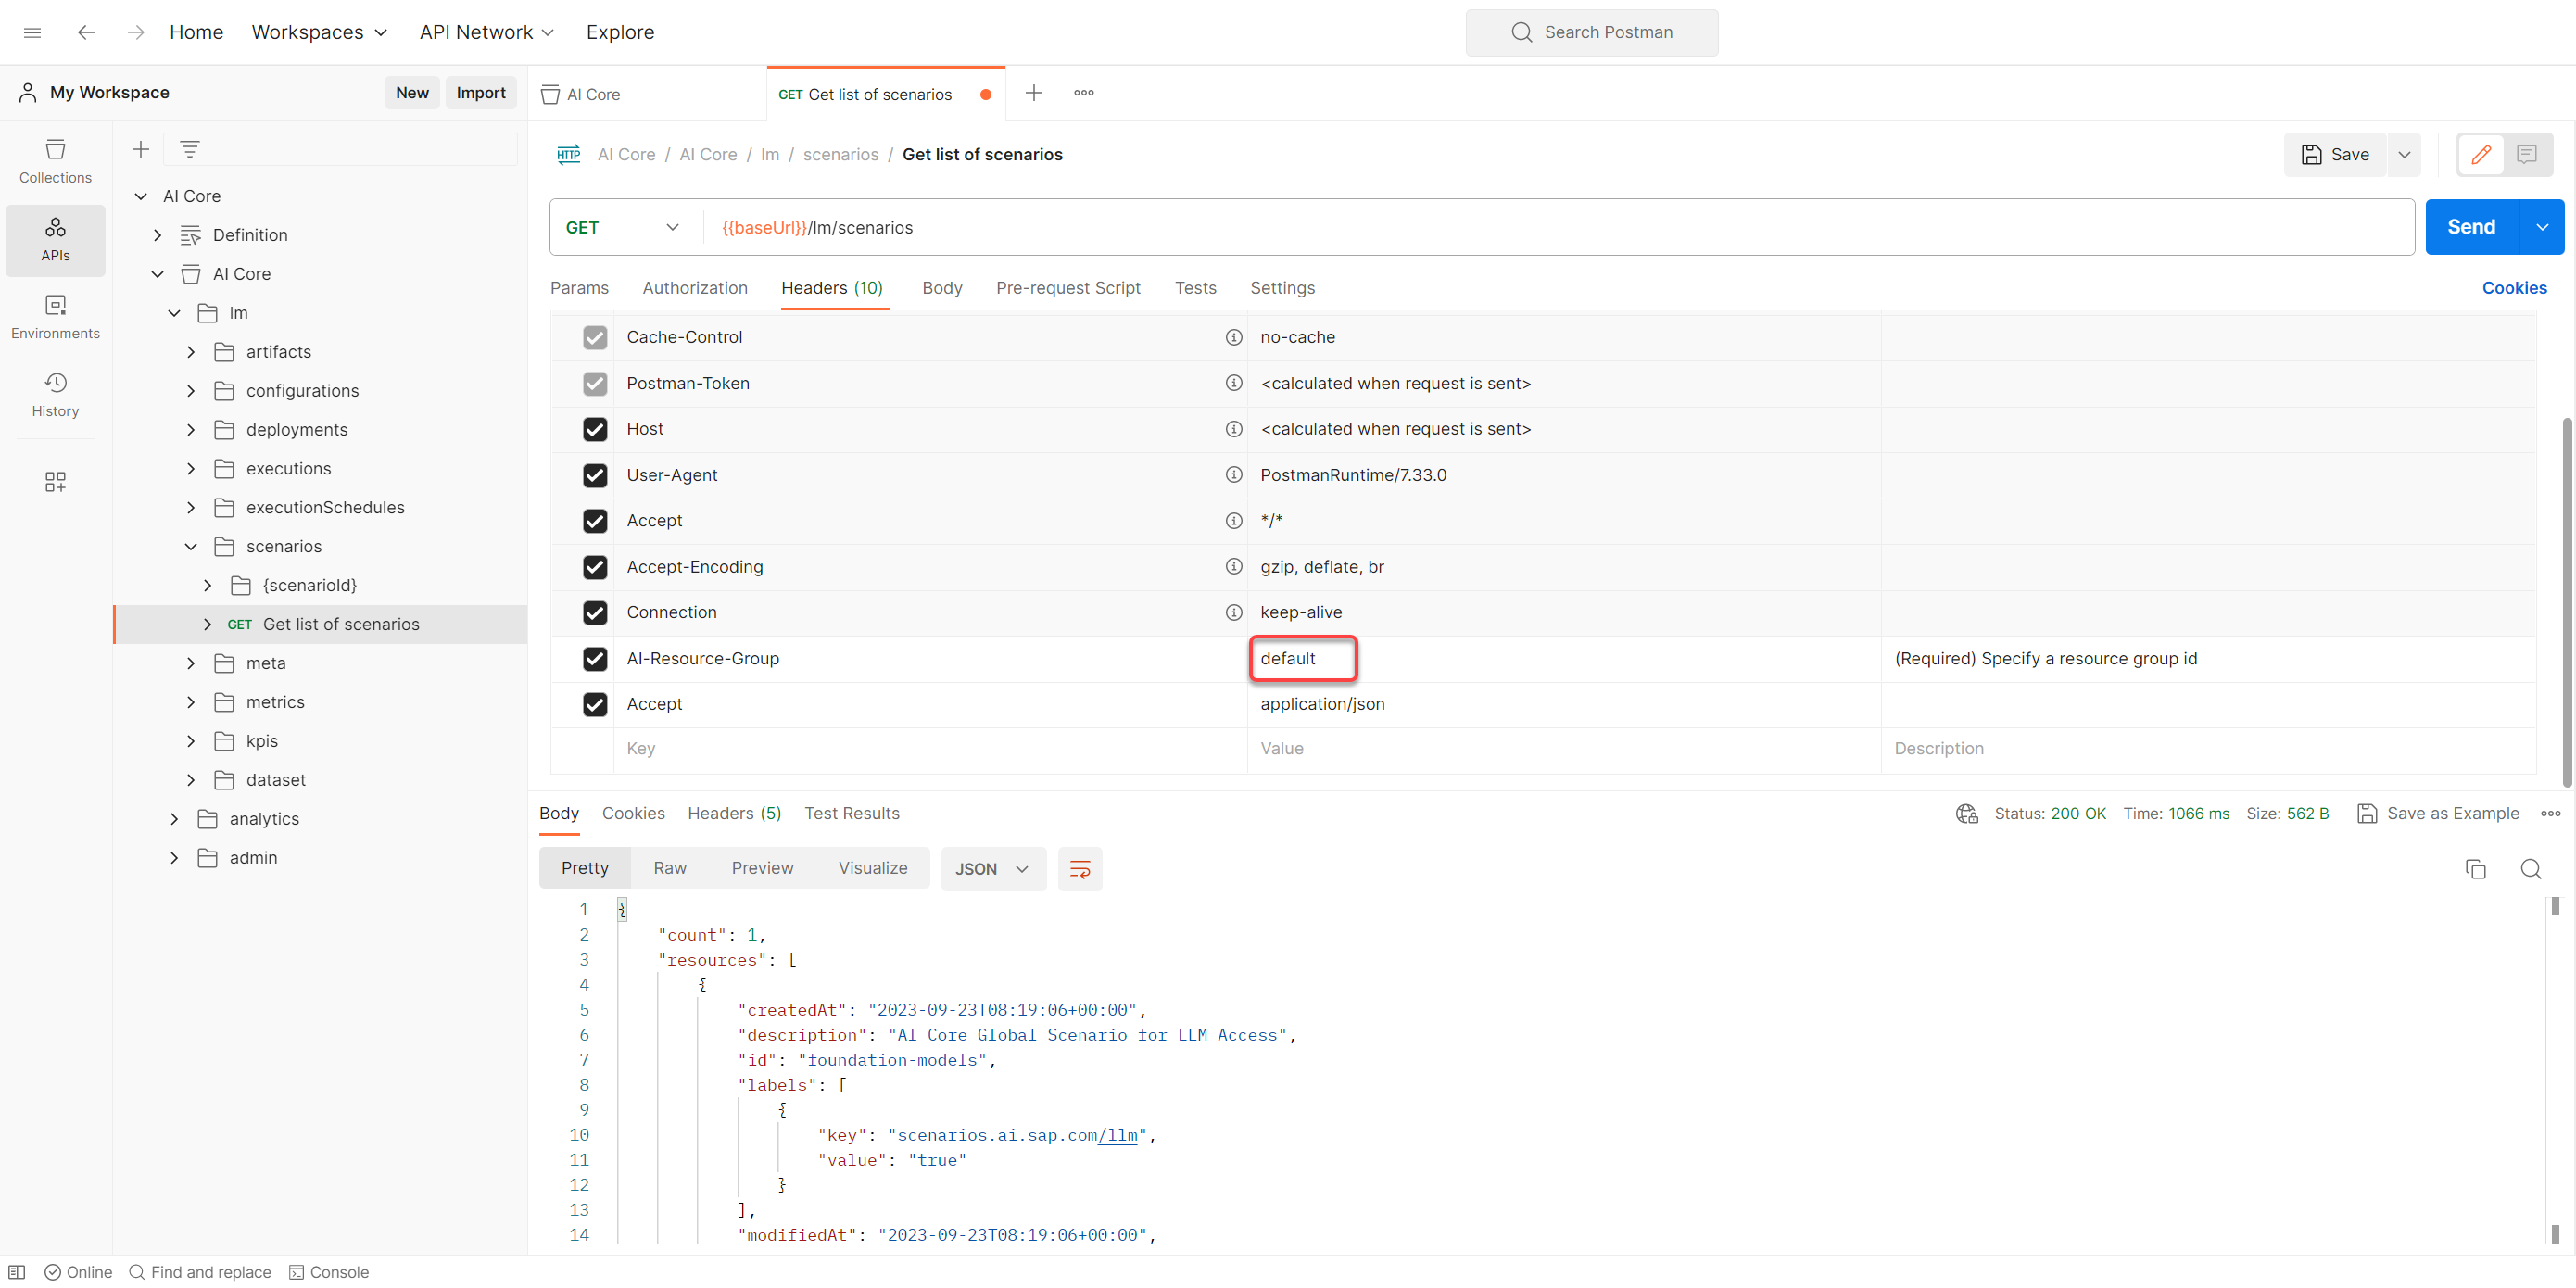 Home Workspaces API Network Explore Search Postman
My Workspace New Import
AI Core GET Get list of scenarios
Collections
APIs
Environments
History
AI Core
Definition
AI Core
lm
artifacts
configurations
deployments
executions
executionSchedules
scenarios
{scenarioId}
GET Get list of scenarios
meta
metrics
kpis
dataset
analytics
admin
HTTP AI Core / AI Core / lm / scenarios / Get list of scenarios Save
GET {{baseUrl}}/lm/scenarios Send
Params Authorization Headers (10) Body Pre-request Script Tests Settings Cookies
Cache-Control no-cache
Postman-Token <calculated when request is sent>
Host <calculated when request is sent>
User-Agent PostmanRuntime/7.33.0
Accept */*
Accept-Encoding gzip, deflate, br
Connection keep-alive
AI-Resource-Group default (Required) Specify a resource group id
Accept application/json
Key Value Description
Body Cookies Headers (5) Test Results Status: 200 OK Time: 1066 ms Size: 562 B Save as Example
Pretty Raw Preview Visualize JSON
1 {
2 "count": 1,
3 "resources": [
4 {
5 "createdAt": "2023-09-23T08:19:06+00:00",
6 "description": "AI Core Global Scenario for LLM Access",
7 "id": "foundation-models",
8 "labels": [
9 {
10 "key": "scenarios.ai.sap.com/llm",
11 "value": "true"
12 }
13 ],
14 "modifiedAt": "2023-09-23T08:19:06+00:00",
Online Find and replace Console